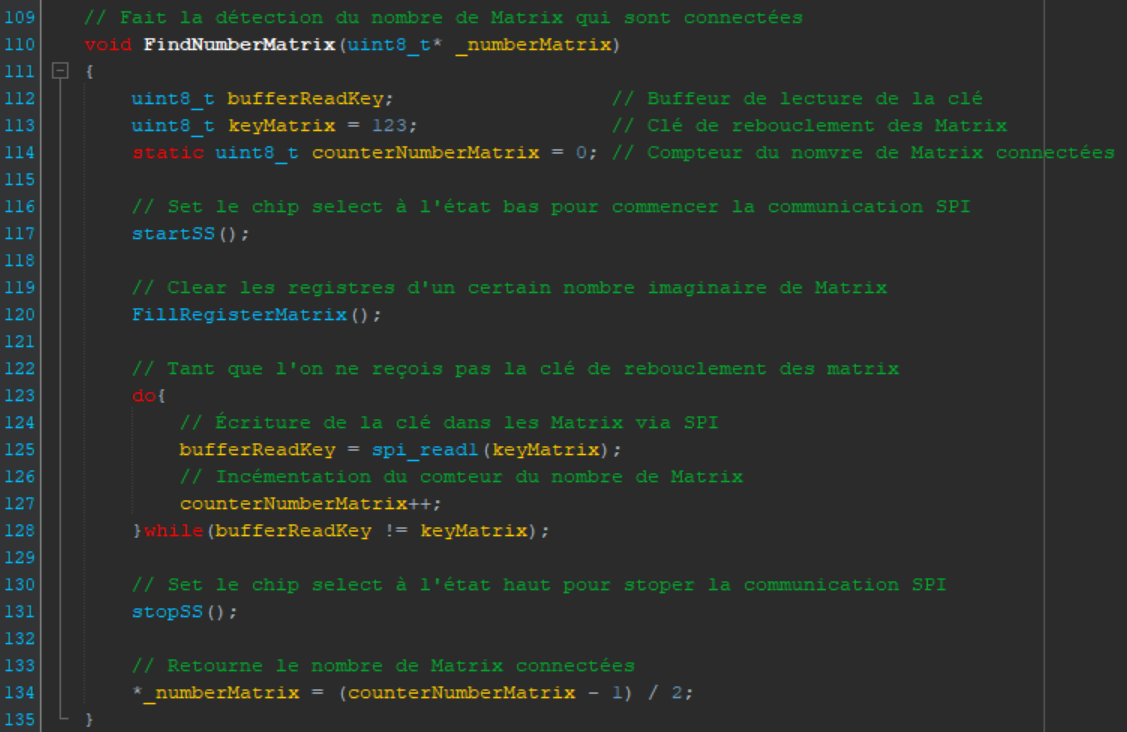 109 // Fait la détection du nombre de Matrix qui sont connectées
110 void FindNumberMatrix(uint8_t* _numberMatrix)
111 {
112 uint8_t bufferReadKey; // Buffeur de lecture de la clé
113 uint8_t keyMatrix = 123; // Clé de rebouclement des Matrix
114 static uint8_t counterNumberMatrix = 0; // Compteur du nomvre de Matrix connectées
115
116 // Set le chip select à l'état bas pour commencer la communication SPI
117 startSS();
118
119 // Clear les registres d'un certain nombre imaginaire de Matrix
120 FillRegisterMatrix();
121
122 // Tant que l'on ne reçois pas la clé de rebouclement des matrix
123 do{
124 // Écriture de la clé dans les Matrix via SPI
125 bufferReadKey = spi_read1(keyMatrix);
126 // Incémentation du comteur du nombre de Matrix
127 counterNumberMatrix++;
128 }while(bufferReadKey != keyMatrix);
129
130 // Set le chip select à l'état haut pour stoper la communication SPI
131 stopSS();
132
133 // Retourne le nombre de Matrix connectées
134 *_numberMatrix = (counterNumberMatrix - 1) / 2;
135 }